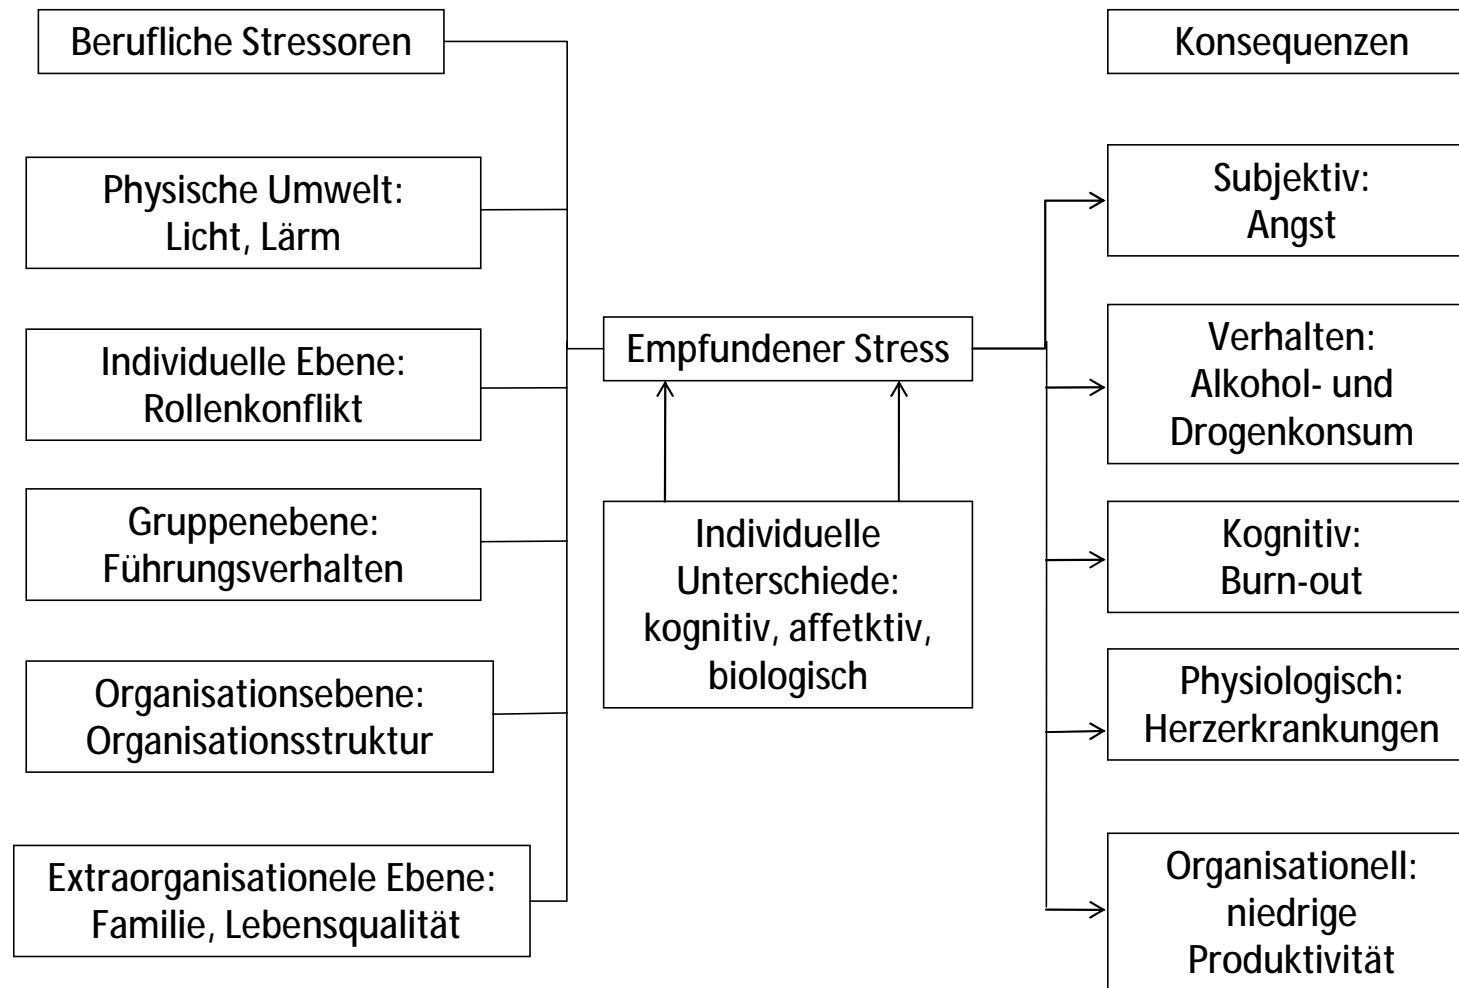 Berufliche Stressoren
Physische Umwelt:
Licht, Lärm
Individuelle Ebene:
Rollenkonflikt
Gruppenebene:
Führungsverhalten
Organisationsebene:
Organisationsstruktur
Extraorganisationele Ebene:
Familie, Lebensqualität
Empfundener Stress
Individuelle
Unterschiede:
kognitiv, affetktiv,
biologisch
Konsequenzen
Subjektiv:
Angst
Verhalten:
Alkohol- und
Drogenkonsum
Kognitiv:
Burn-out
Physiologisch:
Herzerkrankungen
Organisationell:
niedrige
Produktivität